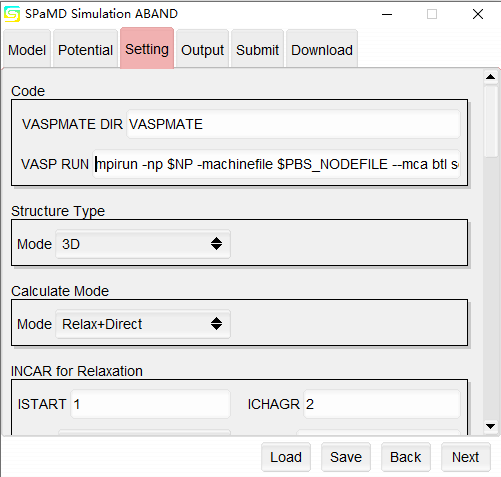 SPaMD Simulation ABAND
Model Potential Setting Output Submit Download
Code
VASPMATE DIR VASPMATE
VASP RUN mpirun -np $NP -machinefile $PBS_NODEFILE --mca btl
Structure Type
Mode 3D
Calculate Mode
Mode Relax+Direct
INCAR for Relaxation
ISTART 1 ICHAGR 2
Load Save Back Next